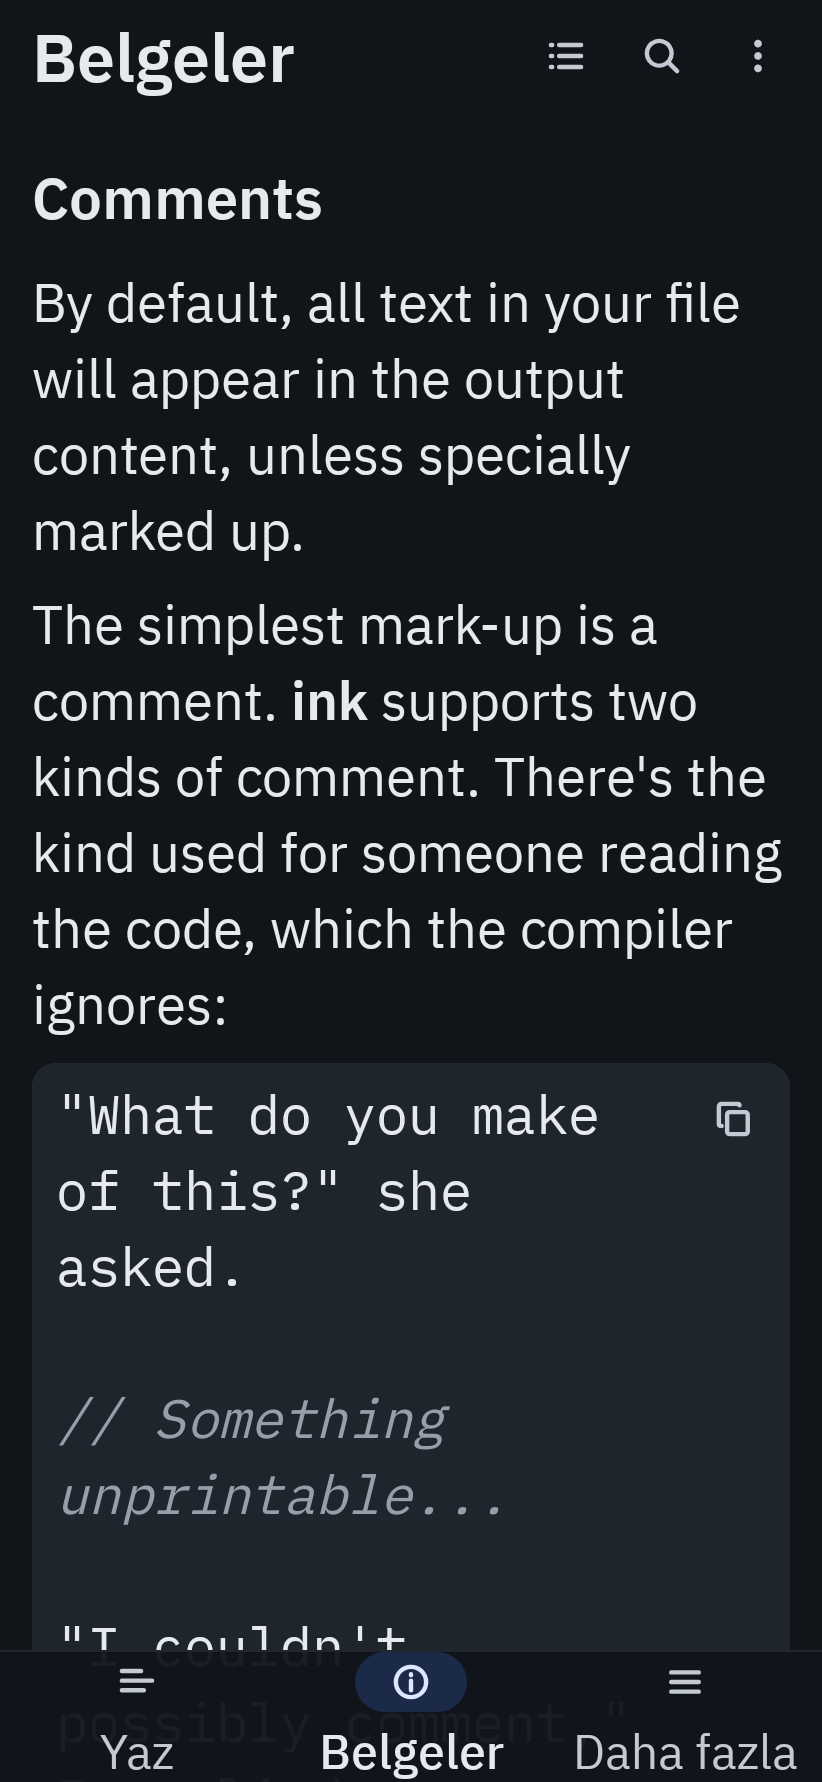 Belgeler
Comments
By default, all text in your file
will appear in the output
content, unless specially
marked up.
The simplest mark-up is a
comment. ink supports two
kinds of comment. There's the
kind used for someone reading
the code, which the compiler
ignores:
"What do you make
of this?" she
asked.
// Something
unprintable...
"I couldn't
possibly comment."
Yaz
Belgeler
Daha fazla